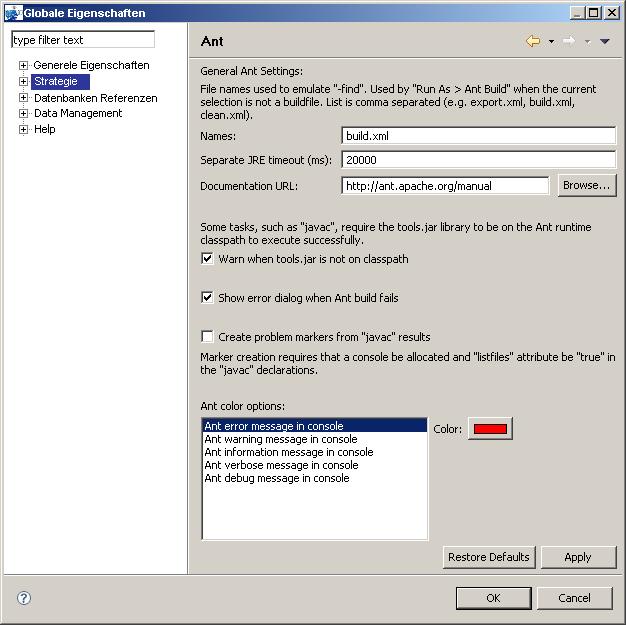 Globale Eigenschaften
type filter text
Generele Eigenschaften
Strategie
Datenbanken Referenzen
Data Management
Help
Ant
General Ant Settings:
File names used to emulate "-find". Used by "Run As > Ant Build" when the current
selection is not a buildfile. List is comma separated (e.g. export.xml, build.xml,
clean.xml).
Names: build.xml
Separate JRE timeout (ms): 20000
Documentation URL: http://ant.apache.org/manual Browse...
Some tasks, such as "javac", require the tools.jar library to be on the Ant runtime
classpath to execute successfully.
Warn when tools.jar is not on classpath
Show error dialog when Ant build fails
Create problem markers from "javac" results
Marker creation requires that a console be allocated and "listfiles" attribute be "true" in
the "javac" declarations.
Ant color options:
Ant error message in console
Ant warning message in console
Ant information message in console
Ant verbose message in console
Ant debug message in console
Color:
Restore Defaults Apply
? OK Cancel